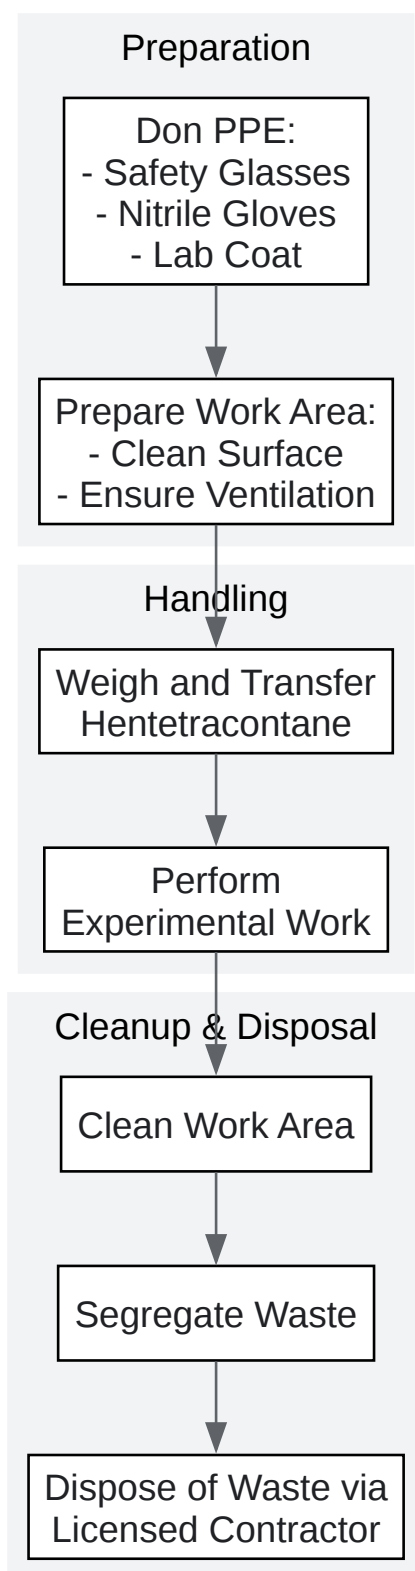 Preparation
Don PPE:
- Safety Glasses
- Nitrile Gloves
- Lab Coat
Prepare Work Area:
- Clean Surface
- Ensure Ventilation
Handling
Weigh and Transfer
Hentetracontane
Perform
Experimental Work
Cleanup & Disposal
Clean Work Area
Segregate Waste
Dispose of Waste via
Licensed Contractor